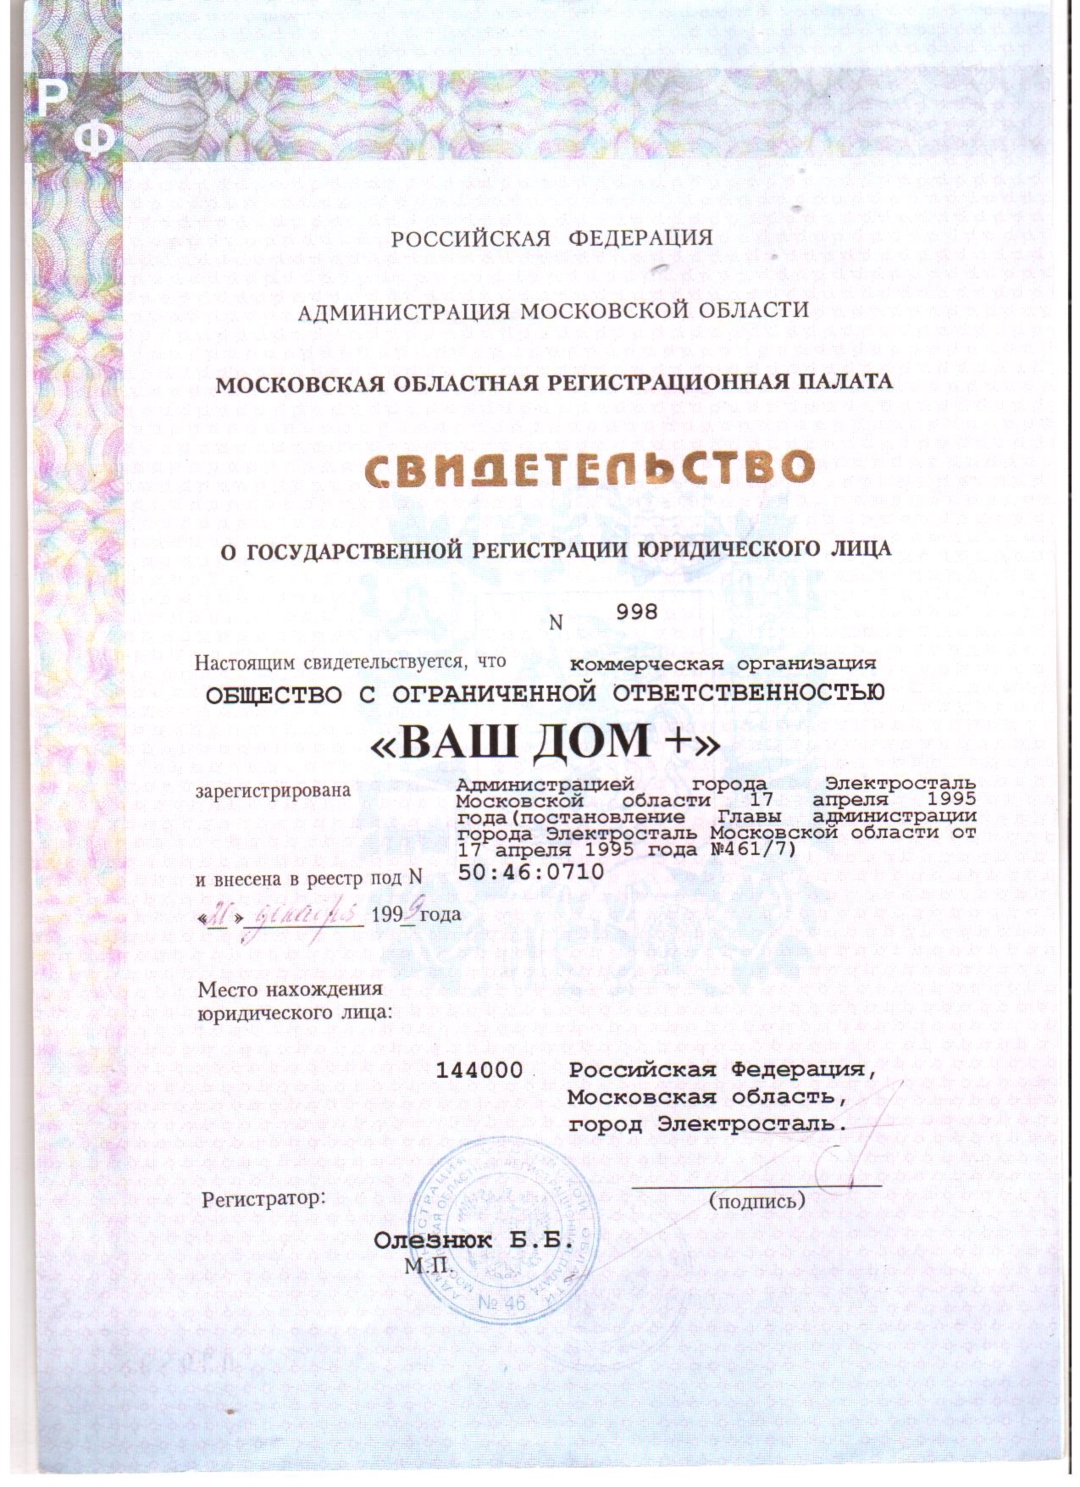 Р
Ф
РОССИЙСКАЯ ФЕДЕРАЦИЯ
АДМИНИСТРАЦИЯ МОСКОВСКОЙ ОБЛАСТИ
МОСКОВСКАЯ ОБЛАСТНАЯ РЕГИСТРАЦИОННАЯ ПАЛАТА
СВИДЕТЕЛЬСТВО
О ГОСУДАРСТВЕННОЙ РЕГИСТРАЦИИ ЮРИДИЧЕСКОГО ЛИЦА
N 998
Настоящим свидетельствуется, что коммерческая организация
ОБЩЕСТВО С ОГРАНИЧЕННОЙ ОТВЕТСТВЕННОСТЬЮ
«ВАШ ДОМ +»
зарегистрирована Администрацией города Электросталь
Московской области 17 апреля 1995
года(постановление Главы администрации
города Электросталь Московской области от
17 апреля 1995 года №461/7)
и внесена в реестр под N 50:46:0710
« » декабря 1999 года
Место нахождения
юридического лица:
144000 Российская Федерация,
Московская область,
город Электросталь.
Регистратор:
(подпись)
Олезнюк Б.Б.
М.П.
№ 46